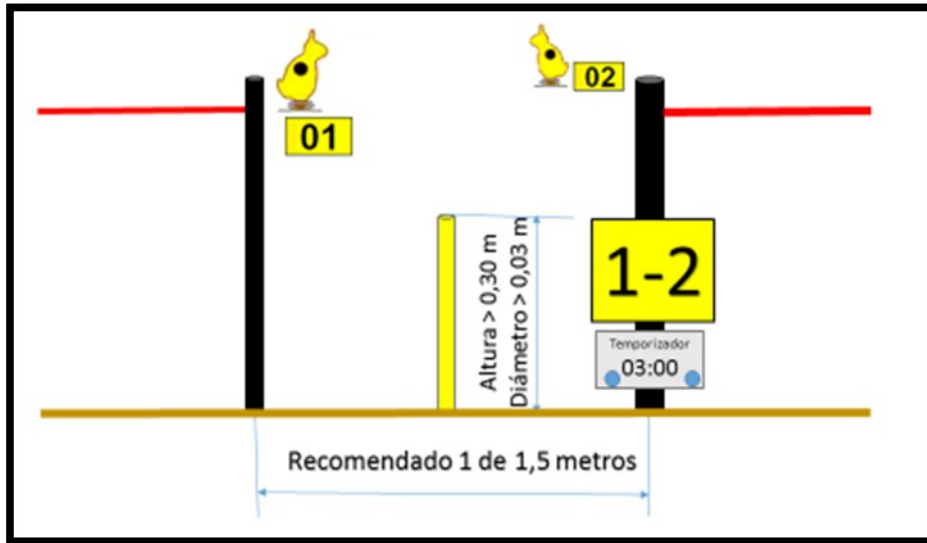 01
02
Altura > 0,30 m
Diámetro > 0,03 m
1-2
Temporizador
03:00
Recomendado 1 de 1,5 metros